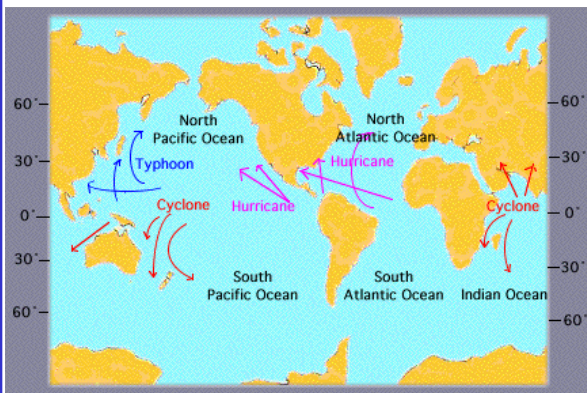 North
Pacific Ocean
North
Atlantic Ocean
Typhoon
Hurricane
Cyclone
Hurricane
Cyclone
South
Pacific Ocean
South
Atlantic Ocean
Indian Ocean
60°
30°
0°
30°
60°
60°
30°
0°
30°
60°